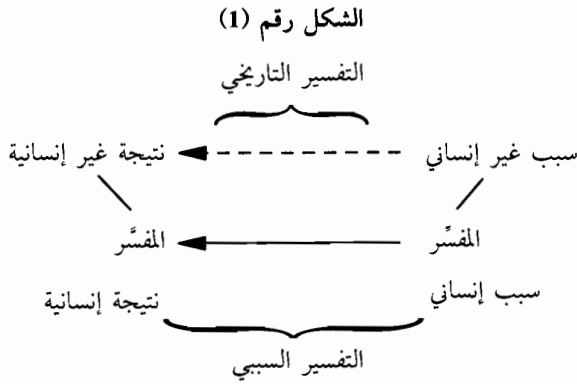 الشكل رقم (1)
التفسير التاريخي
سبب غير إنساني نتيجة غير إنسانية
المفسِّر المفسَّر
سبب إنساني نتيجة إنسانية
التفسير السببي